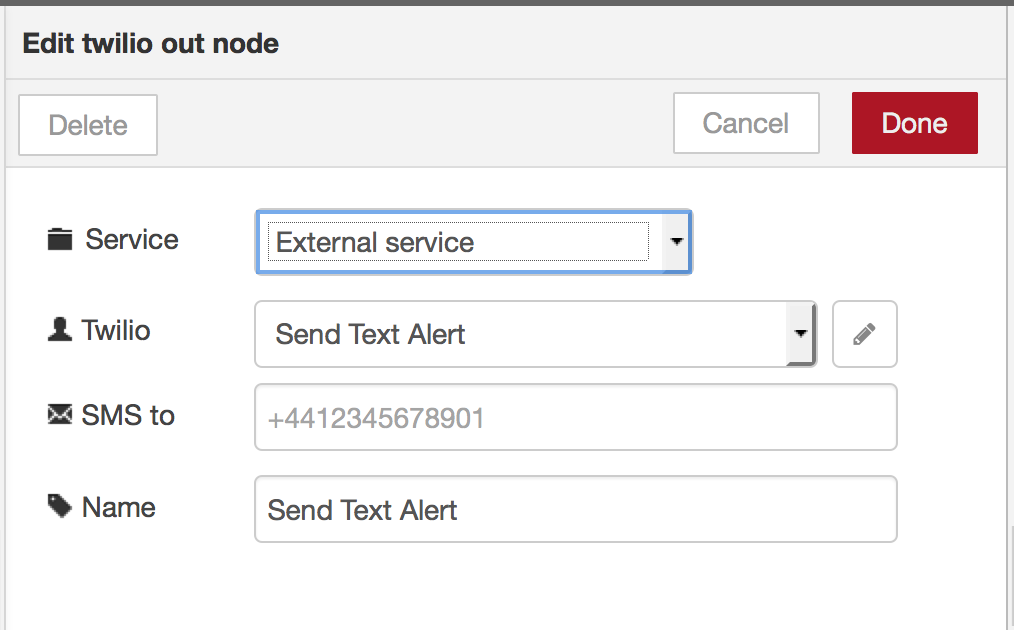 Edit twilio out node
Delete Cancel Done
Service External service
Twilio Send Text Alert
SMS to +4412345678901
Name Send Text Alert